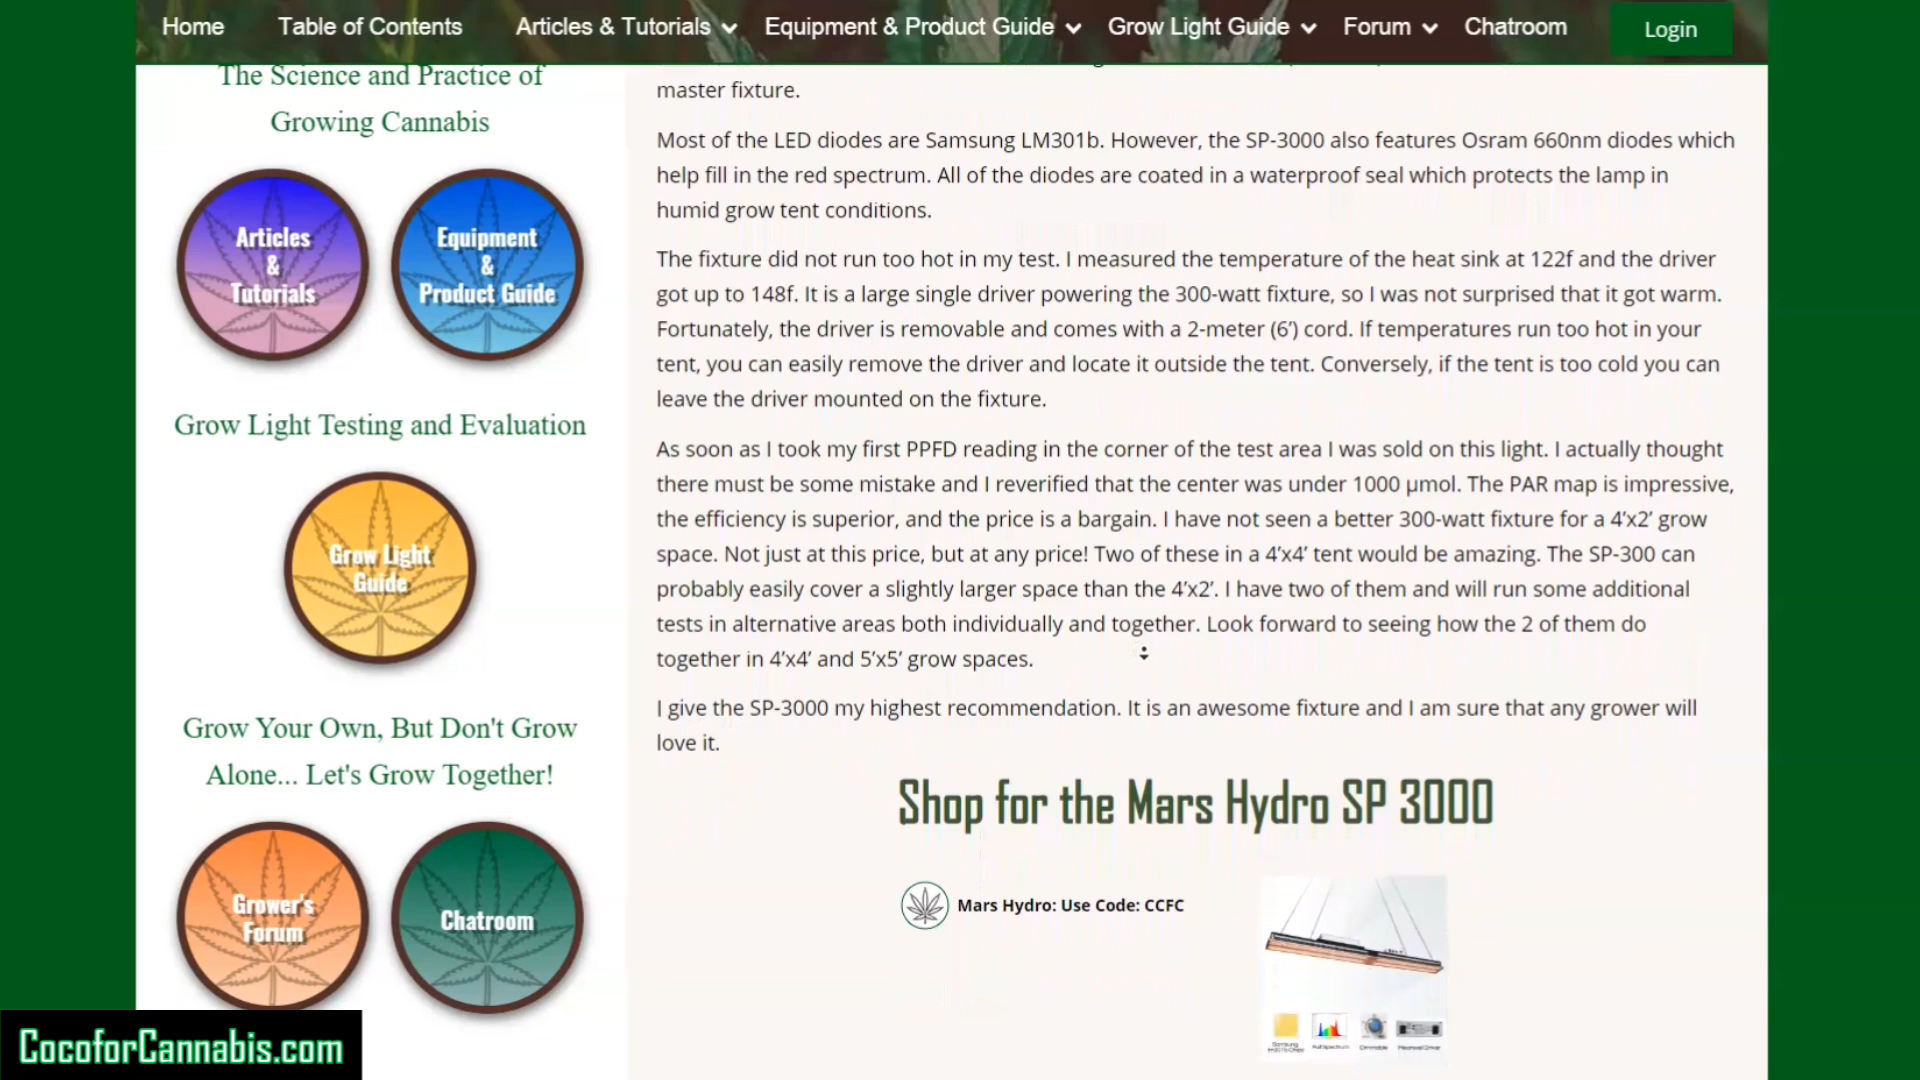 Home
Table of Contents
Articles & Tutorials
Equipment & Product Guide
Grow Light Guide
Forum
Chatroom
Login
The Science and Practice of
Growing Cannabis
Articles
&
Tutorials
Equipment
&
Product Guide
Grow Light Testing and Evaluation
Grow Light
Guide
Grow Your Own, But Don't Grow
Alone... Let's Grow Together!
Grower's
Forum
Chatroom
CocoforCannabis.com
master fixture.
Most of the LED diodes are Samsung LM301b. However, the SP-3000 also features Osram 660nm diodes which
help fill in the red spectrum. All of the diodes are coated in a waterproof seal which protects the lamp in
humid grow tent conditions.
The fixture did not run too hot in my test. I measured the temperature of the heat sink at 122f and the driver
got up to 148f. It is a large single driver powering the 300-watt fixture, so I was not surprised that it got warm.
Fortunately, the driver is removable and comes with a 2-meter (6’) cord. If temperatures run too hot in your
tent, you can easily remove the driver and locate it outside the tent. Conversely, if the tent is too cold you can
leave the driver mounted on the fixture.
As soon as I took my first PPFD reading in the corner of the test area I was sold on this light. I actually thought
there must be some mistake and I reverified that the center was under 1000 μmol. The PAR map is impressive,
the efficiency is superior, and the price is a bargain. I have not seen a better 300-watt fixture for a 4’x2’ grow
space. Not just at this price, but at any price! Two of these in a 4’x4’ tent would be amazing. The SP-300 can
probably easily cover a slightly larger space than the 4’x2’. I have two of them and will run some additional
tests in alternative areas both individually and together. Look forward to seeing how the 2 of them do
together in 4’x4’ and 5’x5’ grow spaces.
I give the SP-3000 my highest recommendation. It is an awesome fixture and I am sure that any grower will
love it.
Shop for the Mars Hydro SP 3000
Mars Hydro: Use Code: CCFC
Samsung
Full Spectrum
Dimmable
Meanwell Driver